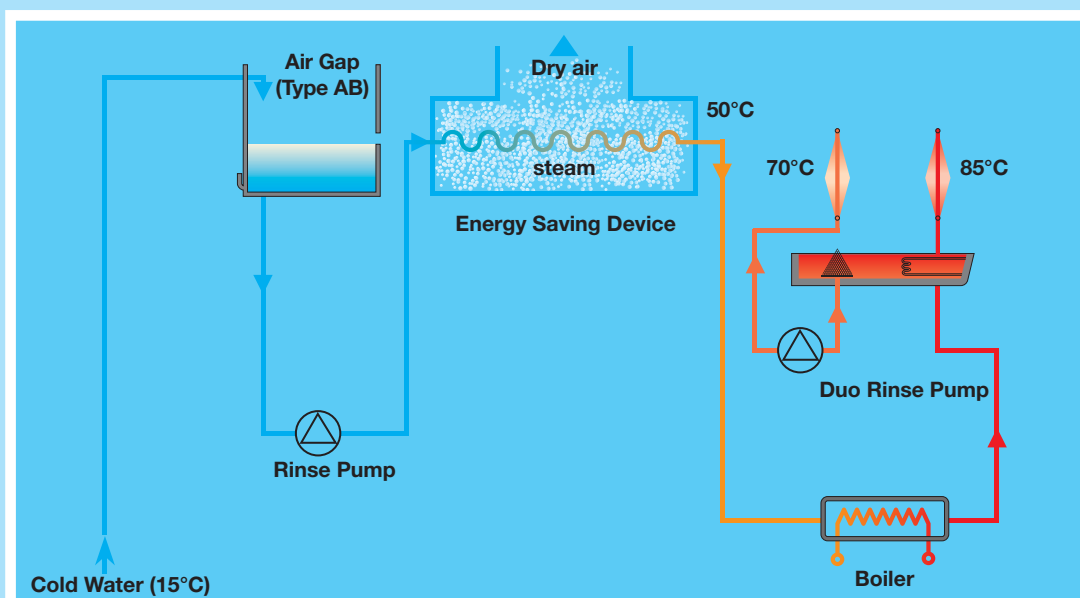 Air Gap
(Type AB)
Dry air
50°C
steam
70°C
85°C
Energy Saving Device
Duo Rinse Pump
Rinse Pump
Boiler
Cold Water (15°C)